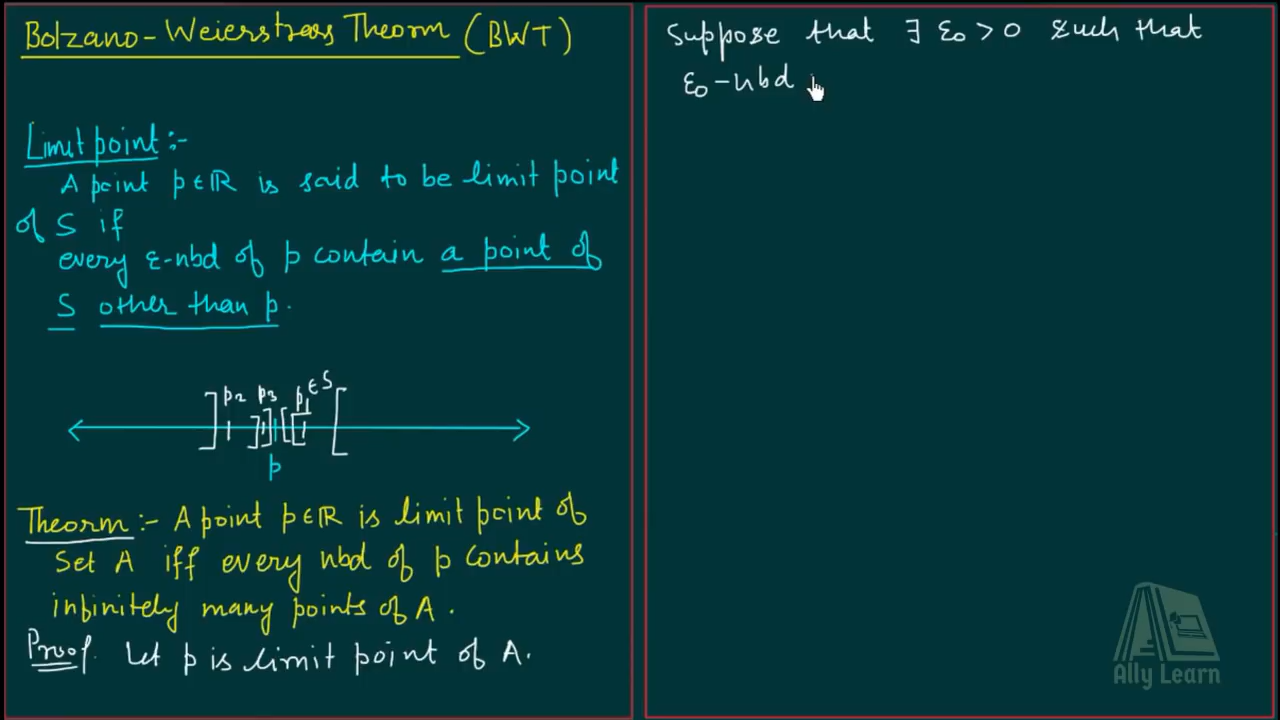 Bolzano-Weierstrass Theorm (BWT)
Limit point :-
A point p∈ℝ is said to be limit point
of S if
every ε-nbd of p contain a point of
S other than p.
p2 p3 p1∈S
p
Theorm :- A point p∈ℝ is limit point of
Set A iff every nbd of p contains
infinitely many points of A.
Proof. Let p is limit point of A.
Suppose that ∃ ε0 > 0 such that
ε0-nbd
Ally Learn